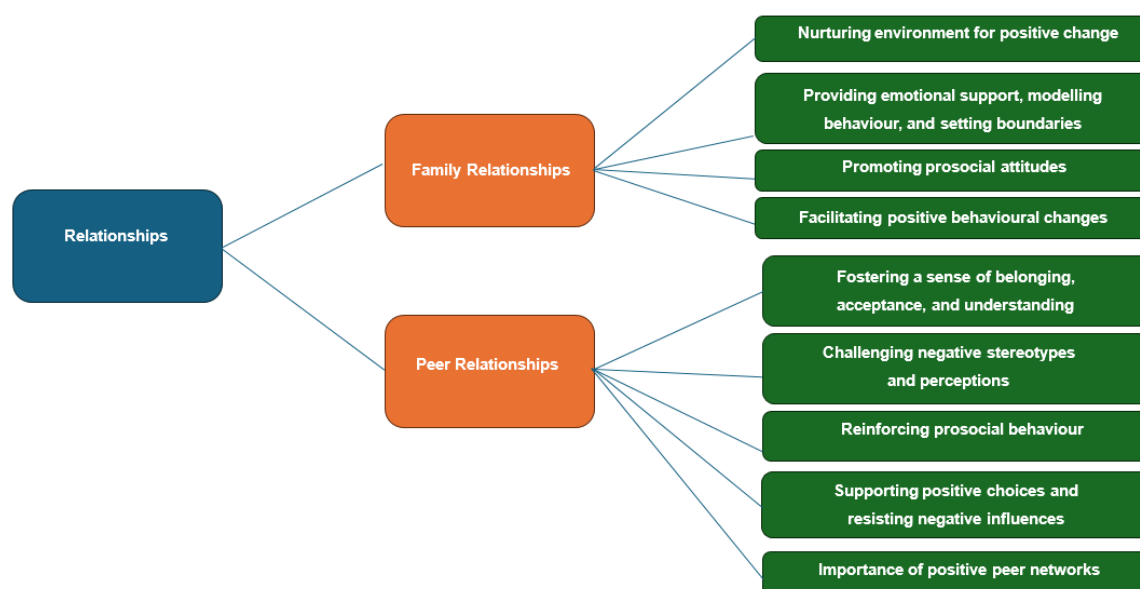 Relationships
Family Relationships
Nurturing environment for positive change
Providing emotional support, modelling
behaviour, and setting boundaries
Promoting prosocial attitudes
Facilitating positive behavioural changes
Peer Relationships
Fostering a sense of belonging,
acceptance, and understanding
Challenging negative stereotypes
and perceptions
Reinforcing prosocial behaviour
Supporting positive choices and
resisting negative influences
Importance of positive peer networks